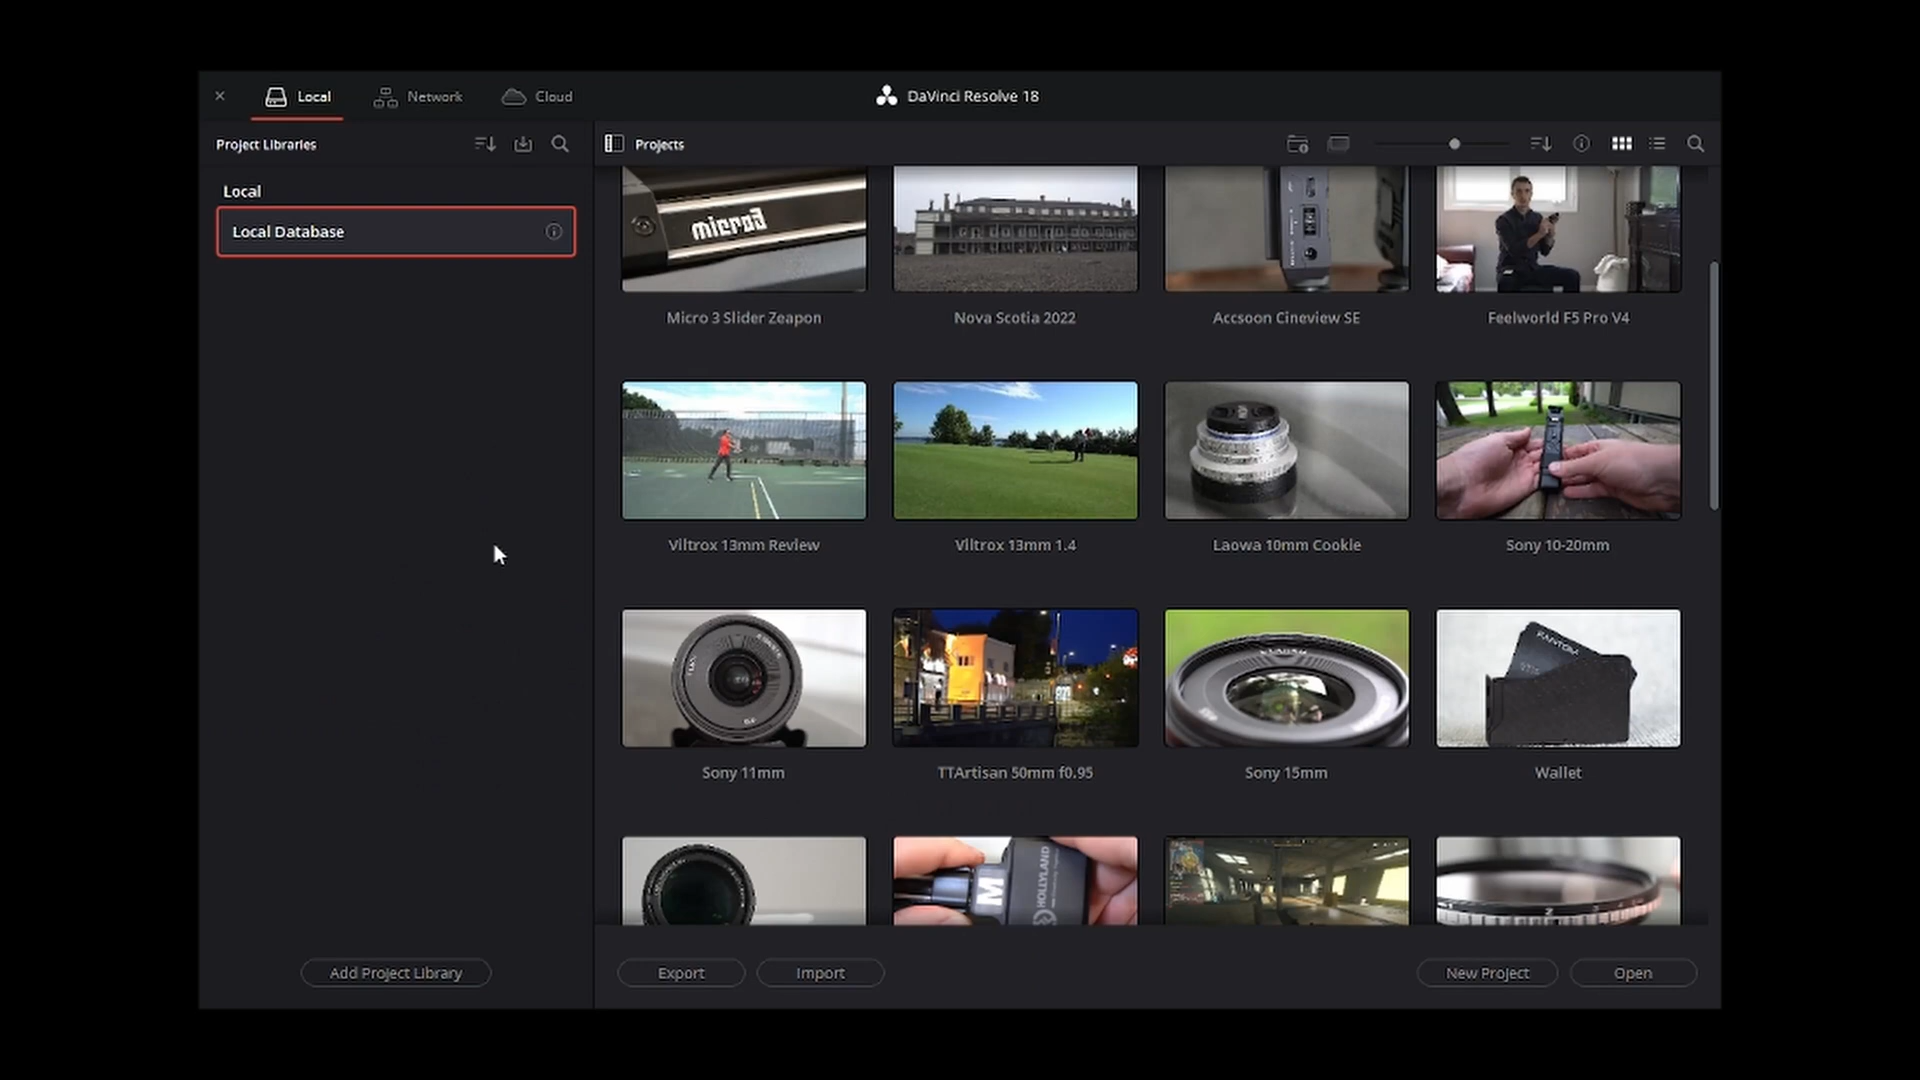 Local
Network
Cloud
DaVinci Resolve 18
Project Libraries
Projects
Local
Local Database
micro3
Micro 3 Slider Zeapon
Nova Scotia 2022
Accsoon Cineview SE
Feelworld F5 Pro V4
Viltrox 13mm Review
Viltrox 13mm 1.4
Laowa 10mm Cookie
Sony 10-20mm
FANTOM
Sony 11mm
TTArtisan 50mm f0.95
Sony 15mm
Wallet
M
HOLLYLAND
Add Project Library
Export
Import
New Project
Open